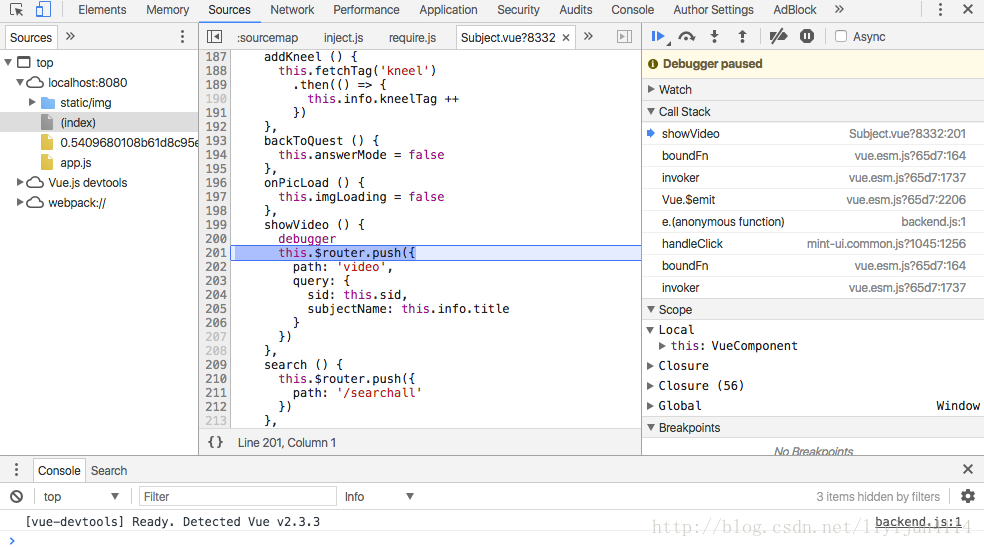 Elements Memory Sources Network Performance Application Security Audits Console Author Settings AdBlock »
Sources »
:sourcemap inject.js require.js Subject.vue?8332 × »
Async
top
localhost:8080
static/img
(index)
0.5409680108b61d8c95e
app.js
Vue.js devtools
webpack://
187 addKneel () {
188 this.fetchTag('kneel')
189 .then(() => {
190 this.info.kneelTag ++
191 })
192 },
193 backToQuest () {
194 this.answerMode = false
195 },
196 onPicLoad () {
197 this.imgLoading = false
198 },
199 showVideo () {
200 debugger
201 this.$router.push({
202 path: 'video',
203 query: {
204 sid: this.sid,
205 subjectName: this.info.title
206 }
207 })
208 },
209 search () {
210 this.$router.push({
211 path: '/searchall'
212 })
213 },
{} Line 201, Column 1
Debugger paused
Watch
Call Stack
showVideo Subject.vue?8332:201
boundFn vue.esm.js?65d7:164
invoker vue.esm.js?65d7:1737
Vue.$emit vue.esm.js?65d7:2206
e.(anonymous function) backend.js:1
handleClick mint-ui.common.js?1045:1256
boundFn vue.esm.js?65d7:164
invoker vue.esm.js?65d7:1737
Scope
Local
this: VueComponent
Closure
Closure (56)
Global Window
Breakpoints
No Breakpoints
Console Search
top Filter Info 3 items hidden by filters
[vue-devtools] Ready. Detected Vue v2.3.3 backend.js:1